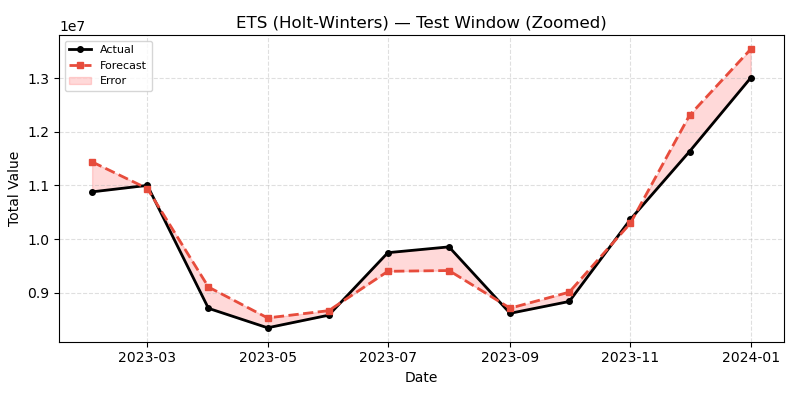 ETS (Holt-Winters) — Test Window (Zoomed)
1e7
Actual
Forecast
Error
1.3
1.2
1.1
1.0
0.9
Total Value
2023-03 2023-05 2023-07 2023-09 2023-11 2024-01
Date